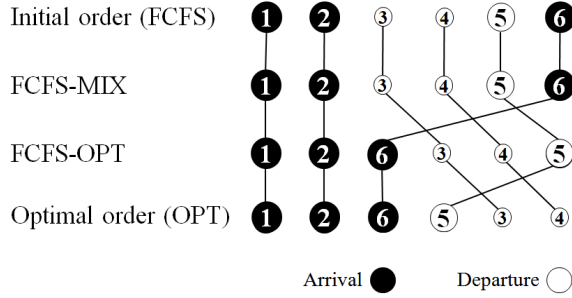 Initial order (FCFS) 1 2 3 4 5 6
FCFS-MIX 1 2 3 4 5 6
FCFS-OPT 1 2 6 3 4 5
Optimal order (OPT) 1 2 6 5 3 4
Arrival Departure